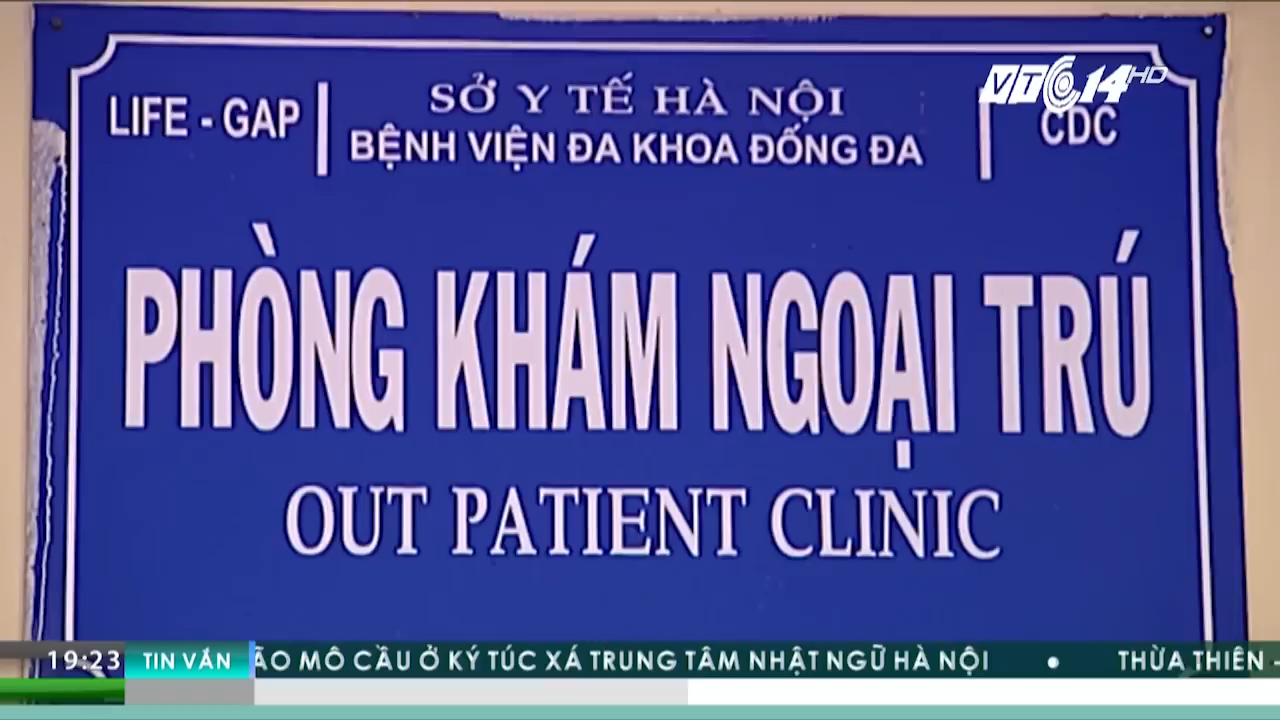 VTC14 HD
LIFE - GAP
SỞ Y TẾ HÀ NỘI
BỆNH VIỆN ĐA KHOA ĐỐNG ĐA
CDC
PHÒNG KHÁM NGOẠI TRÚ
OUT PATIENT CLINIC
19:23 TIN VẮN ÃO MÔ CẦU Ở KÝ TÚC XÁ TRUNG TÂM NHẬT NGỮ HÀ NỘI • THỪA THIÊN -